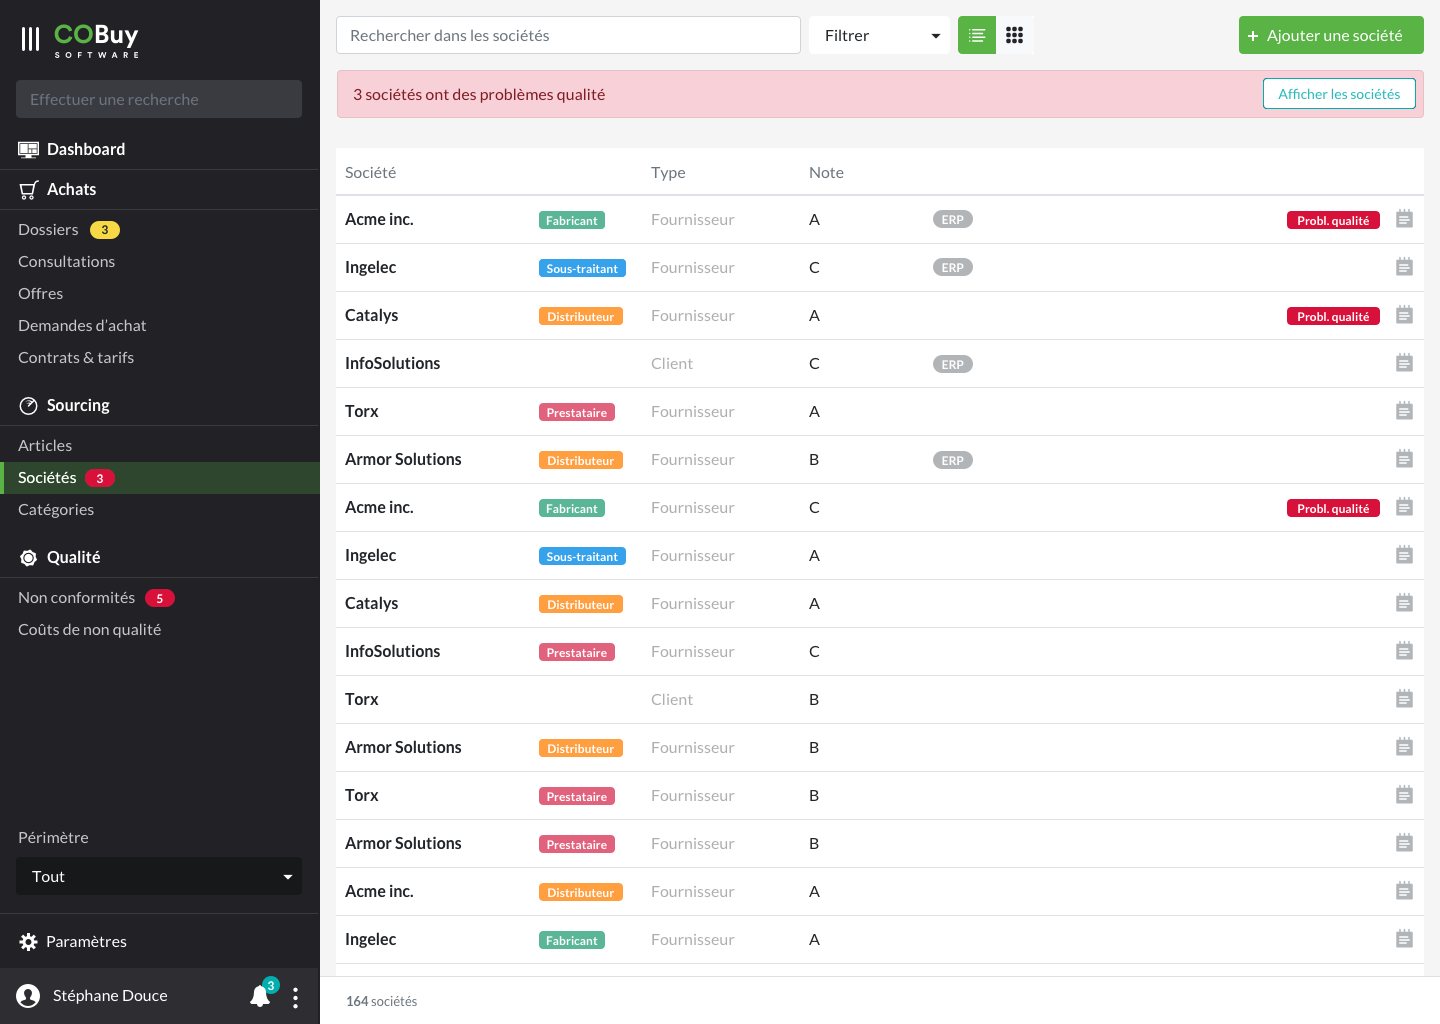 COBuy
SOFTWARE
Effectuer une recherche
Dashboard
Achats
Dossiers 3
Consultations
Offres
Demandes d’achat
Contrats & tarifs
Sourcing
Articles
Sociétés 3
Catégories
Qualité
Non conformités 5
Coûts de non qualité
Périmètre
Tout
Paramètres
Stéphane Douce 3
Rechercher dans les sociétés Filtrer + Ajouter une société
3 sociétés ont des problèmes qualité Afficher les sociétés
Société Type Note
Acme inc. Fabricant Fournisseur A ERP Probl. qualité
Ingelec Sous-traitant Fournisseur C ERP
Catalys Distributeur Fournisseur A Probl. qualité
InfoSolutions Client C ERP
Torx Prestataire Fournisseur A
Armor Solutions Distributeur Fournisseur B ERP
Acme inc. Fabricant Fournisseur C Probl. qualité
Ingelec Sous-traitant Fournisseur A
Catalys Distributeur Fournisseur A
InfoSolutions Prestataire Fournisseur C
Torx Client B
Armor Solutions Distributeur Fournisseur B
Torx Prestataire Fournisseur B
Armor Solutions Prestataire Fournisseur B
Acme inc. Distributeur Fournisseur A
Ingelec Fabricant Fournisseur A
164 sociétés